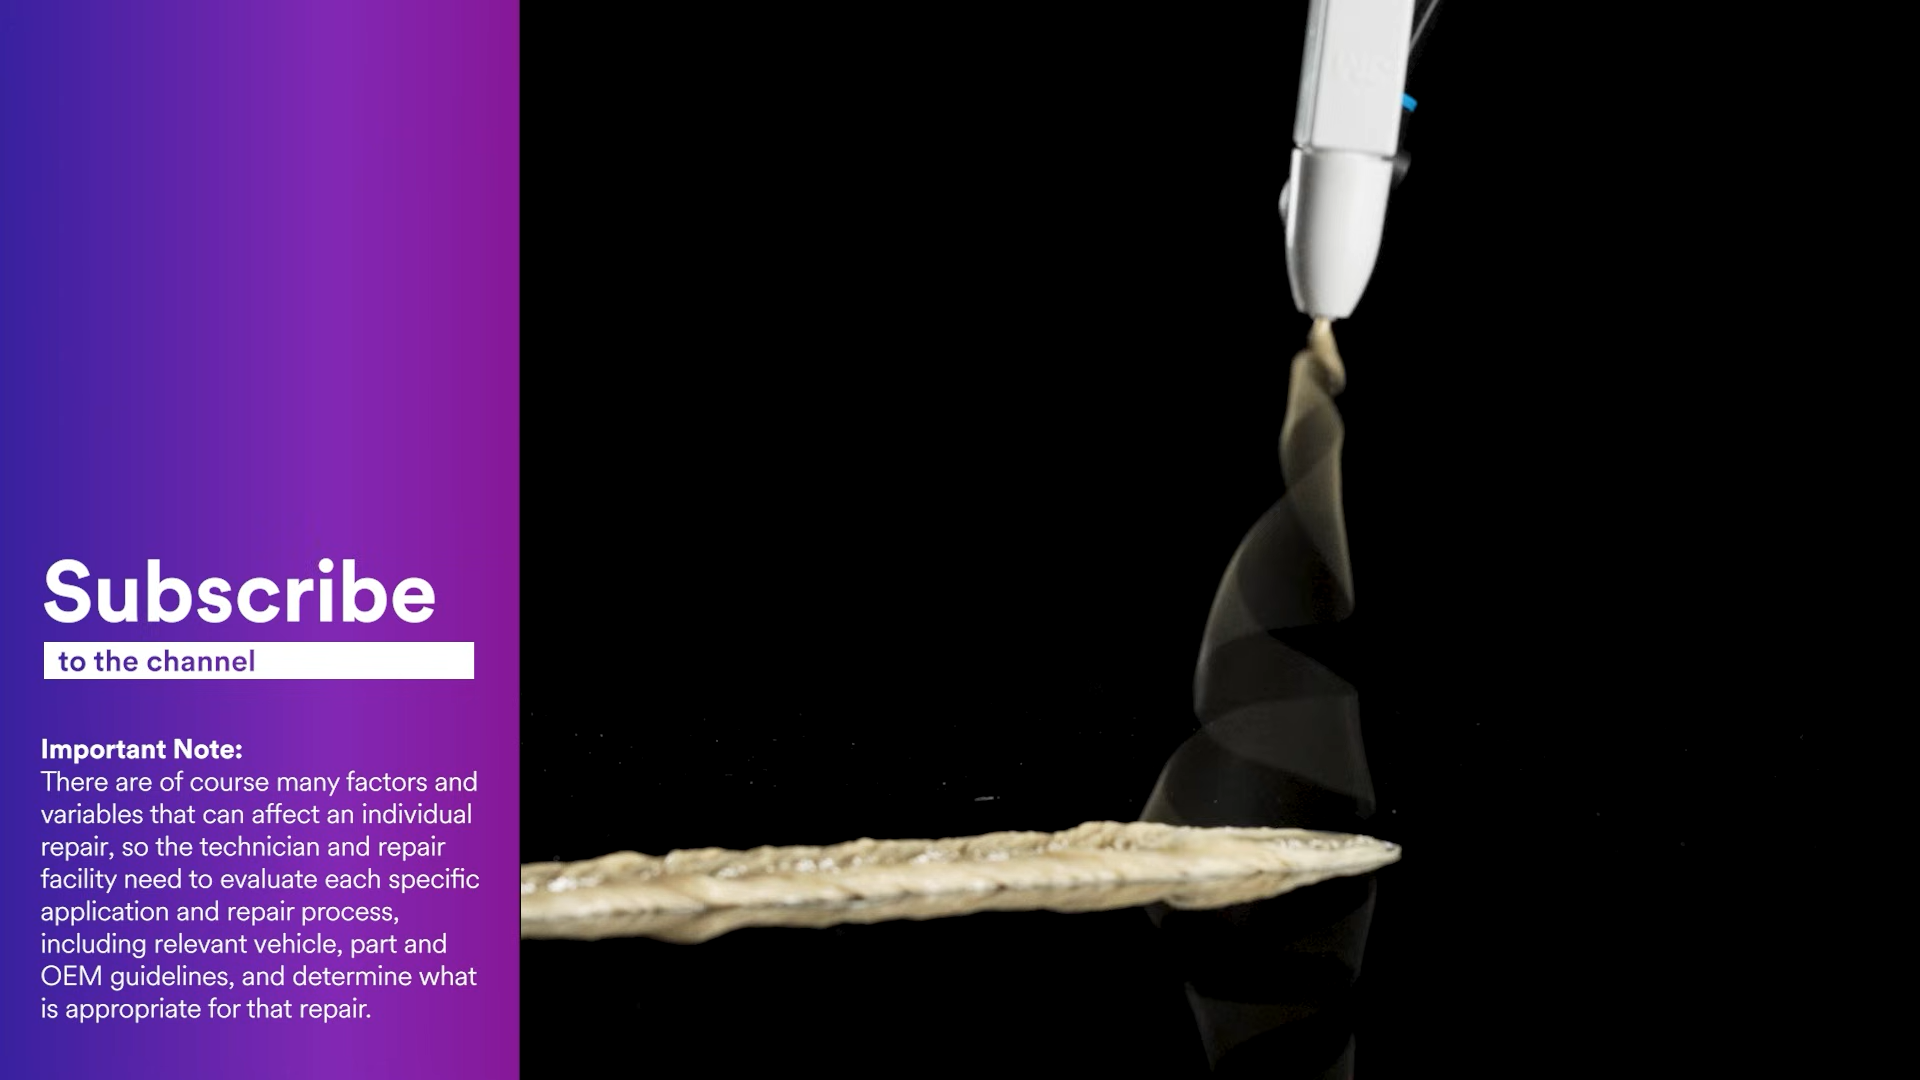 Subscribe
to the channel
Important Note:
There are of course many factors and
variables that can affect an individual
repair, so the technician and repair
facility need to evaluate each specific
application and repair process,
including relevant vehicle, part and
OEM guidelines, and determine what
is appropriate for that repair.